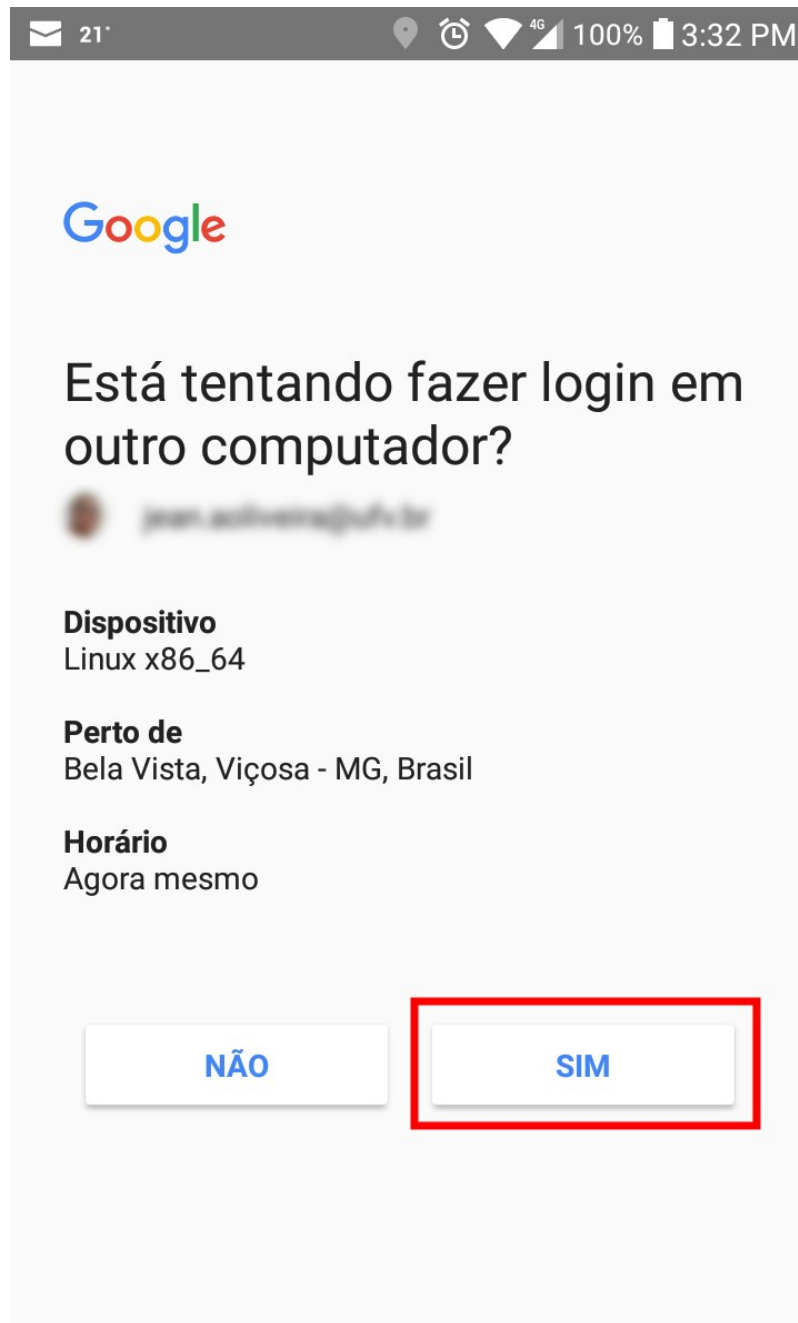 21°
4G 100% 3:32 PM
Google
Está tentando fazer login em
outro computador?
Dispositivo
Linux x86_64
Perto de
Bela Vista, Viçosa - MG, Brasil
Horário
Agora mesmo
NÃO
SIM